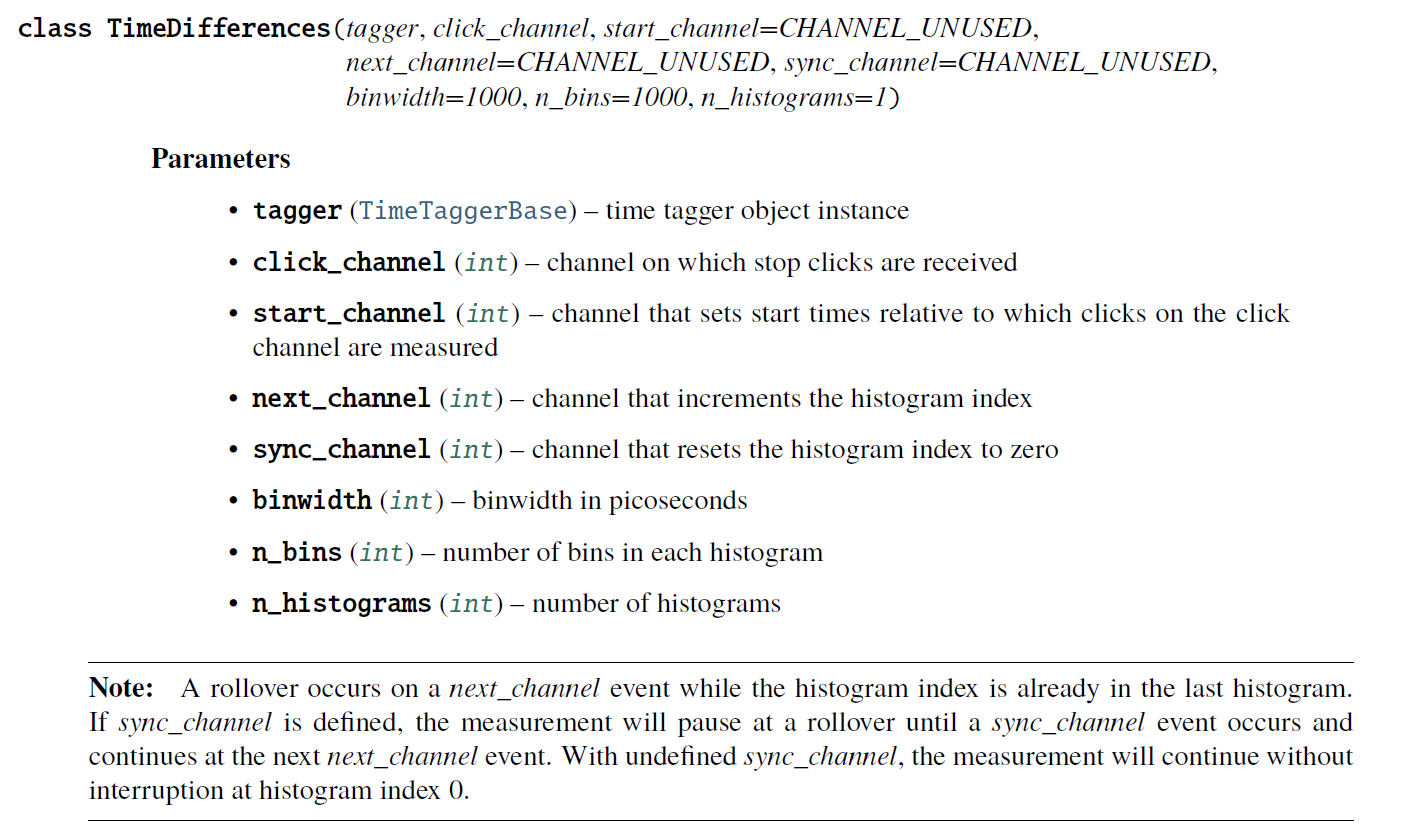 class TimeDifferences(tagger, click_channel, start_channel=CHANNEL_UNUSED,
next_channel=CHANNEL_UNUSED, sync_channel=CHANNEL_UNUSED,
binwidth=1000, n_bins=1000, n_histograms=1)
Parameters
• tagger (TimeTaggerBase) – time tagger object instance
• click_channel (int) – channel on which stop clicks are received
• start_channel (int) – channel that sets start times relative to which clicks on the click
channel are measured
• next_channel (int) – channel that increments the histogram index
• sync_channel (int) – channel that resets the histogram index to zero
• binwidth (int) – binwidth in picoseconds
• n_bins (int) – number of bins in each histogram
• n_histograms (int) – number of histograms
Note: A rollover occurs on a next_channel event while the histogram index is already in the last histogram.
If sync_channel is defined, the measurement will pause at a rollover until a sync_channel event occurs and
continues at the next next_channel event. With undefined sync_channel, the measurement will continue without
interruption at histogram index 0.